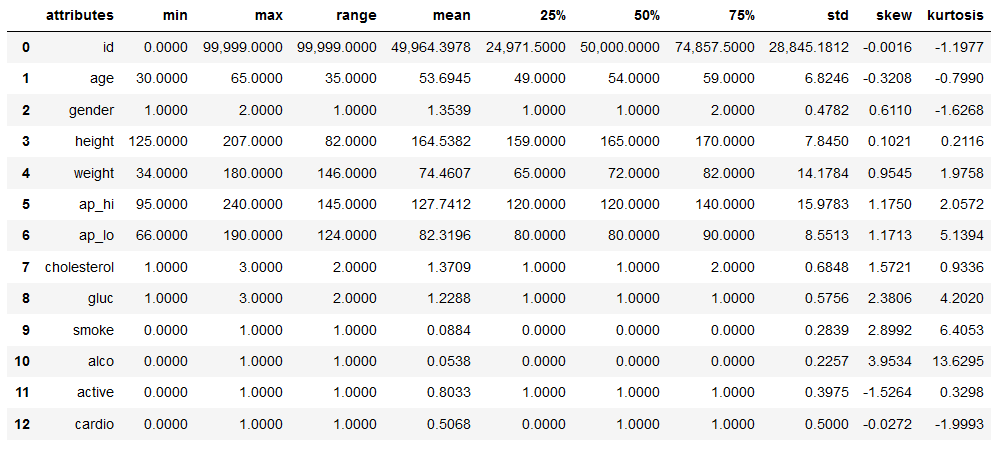 attributes min max range mean 25% 50% 75% std skew kurtosis
0 id 0.0000 99,999.0000 99,999.0000 49,964.3978 24,971.5000 50,000.0000 74,857.5000 28,845.1812 -0.0016 -1.1977
1 age 30.0000 65.0000 35.0000 53.6945 49.0000 54.0000 59.0000 6.8246 -0.3208 -0.7990
2 gender 1.0000 2.0000 1.0000 1.3539 1.0000 1.0000 2.0000 0.4782 0.6110 -1.6268
3 height 125.0000 207.0000 82.0000 164.5382 159.0000 165.0000 170.0000 7.8450 0.1021 0.2116
4 weight 34.0000 180.0000 146.0000 74.4607 65.0000 72.0000 82.0000 14.1784 0.9545 1.9758
5 ap_hi 95.0000 240.0000 145.0000 127.7412 120.0000 120.0000 140.0000 15.9783 1.1750 2.0572
6 ap_lo 66.0000 190.0000 124.0000 82.3196 80.0000 80.0000 90.0000 8.5513 1.1713 5.1394
7 cholesterol 1.0000 3.0000 2.0000 1.3709 1.0000 1.0000 2.0000 0.6848 1.5721 0.9336
8 gluc 1.0000 3.0000 2.0000 1.2288 1.0000 1.0000 1.0000 0.5756 2.3806 4.2020
9 smoke 0.0000 1.0000 1.0000 0.0884 0.0000 0.0000 0.0000 0.2839 2.8992 6.4053
10 alco 0.0000 1.0000 1.0000 0.0538 0.0000 0.0000 0.0000 0.2257 3.9534 13.6295
11 active 0.0000 1.0000 1.0000 0.8033 1.0000 1.0000 1.0000 0.3975 -1.5264 0.3298
12 cardio 0.0000 1.0000 1.0000 0.5068 0.0000 1.0000 1.0000 0.5000 -0.0272 -1.9993